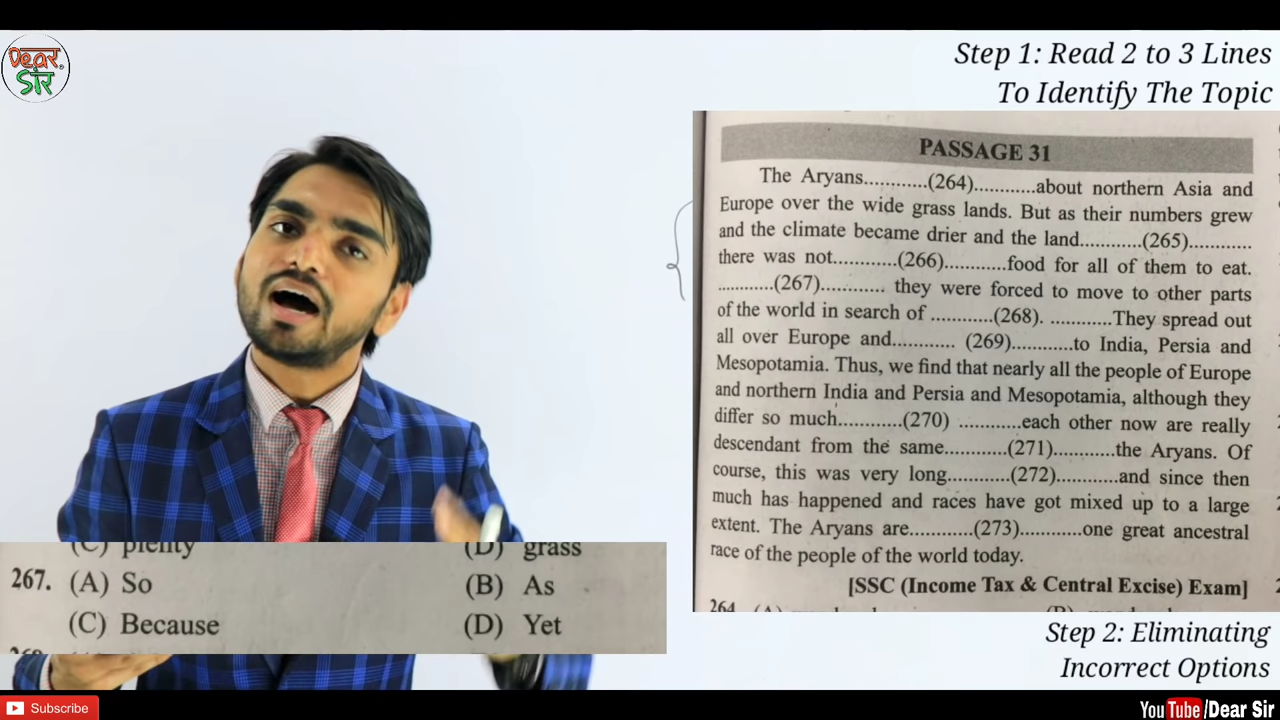 Dear
Sir
Step 1: Read 2 to 3 Lines
To Identify The Topic
PASSAGE 31
The Aryans............(264)............about northern Asia and
Europe over the wide grass lands. But as their numbers grew
and the climate became drier and the land...........(265)............
there was not...........(266)...........food for all of them to eat.
...........(267)............ they were forced to move to other parts
of the world in search of ............(268). ............They spread out
all over Europe and........... (269)............to India, Persia and
Mesopotamia. Thus, we find that nearly all the people of Europe
and northern India and Persia and Mesopotamia, although they
differ so much...........(270) ............each other now are really
descendant from the same...........(271)............the Aryans. Of
course, this was very long...........(272)............and since then
much has happened and races have got mixed up to a large
extent. The Aryans are...........(273)............one great ancestral
race of the people of the world today.
[SSC (Income Tax & Central Excise) Exam]
264 (A) (B)
(C) plenty (D) grass
267. (A) So (B) As
(C) Because (D) Yet
Step 2: Eliminating
Incorrect Options
Subscribe
YouTube /Dear Sir